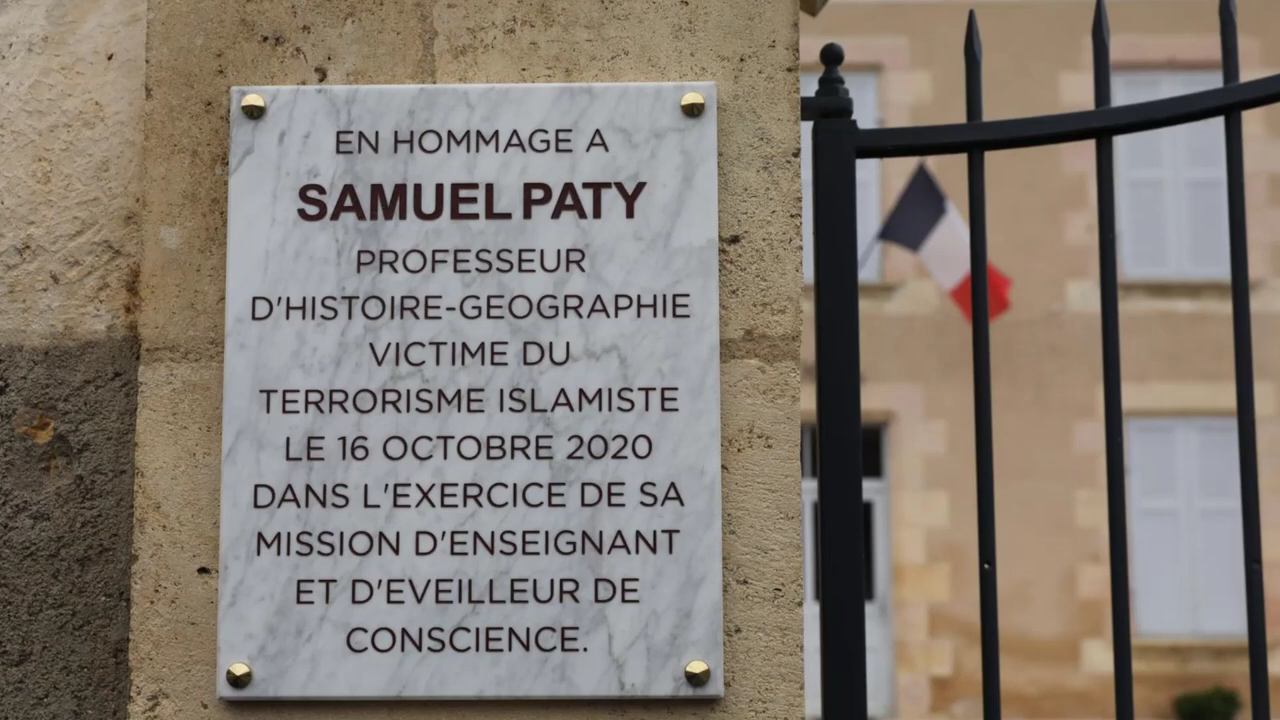 EN HOMMAGE A
SAMUEL PATY
PROFESSEUR
D'HISTOIRE-GEOGRAPHIE
VICTIME DU
TERRORISME ISLAMISTE
LE 16 OCTOBRE 2020
DANS L'EXERCICE DE SA
MISSION D'ENSEIGNANT
ET D'EVEILLEUR DE
CONSCIENCE.